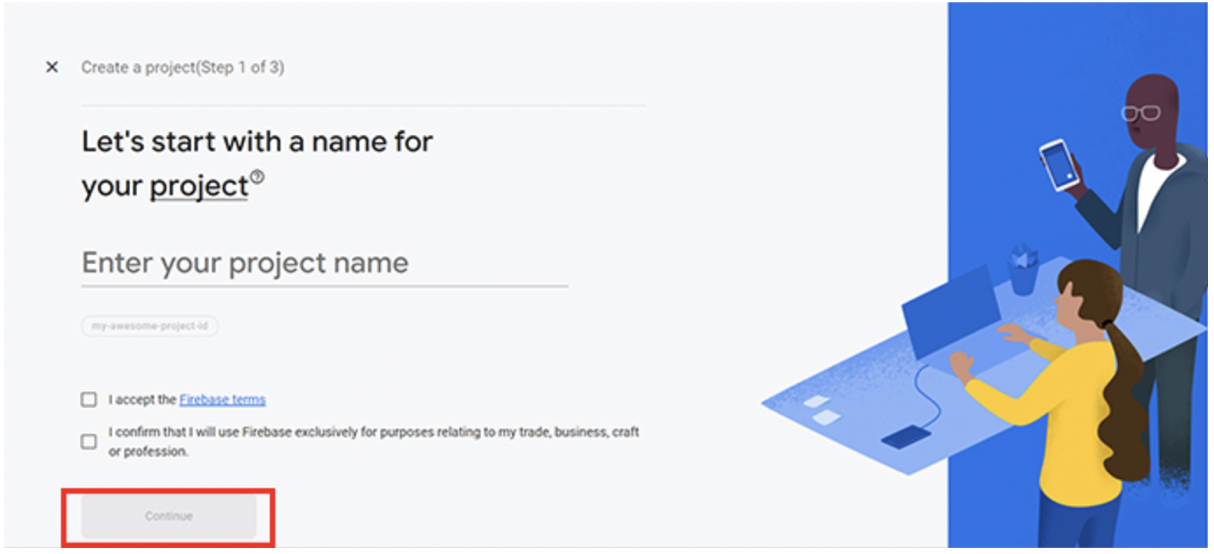 Create a project(Step 1 of 3)
Let's start with a name for
your project
Enter your project name
my-awesome-project-id
I accept the Firebase terms
I confirm that I will use Firebase exclusively for purposes relating to my trade, business, craft
or profession.
Continue